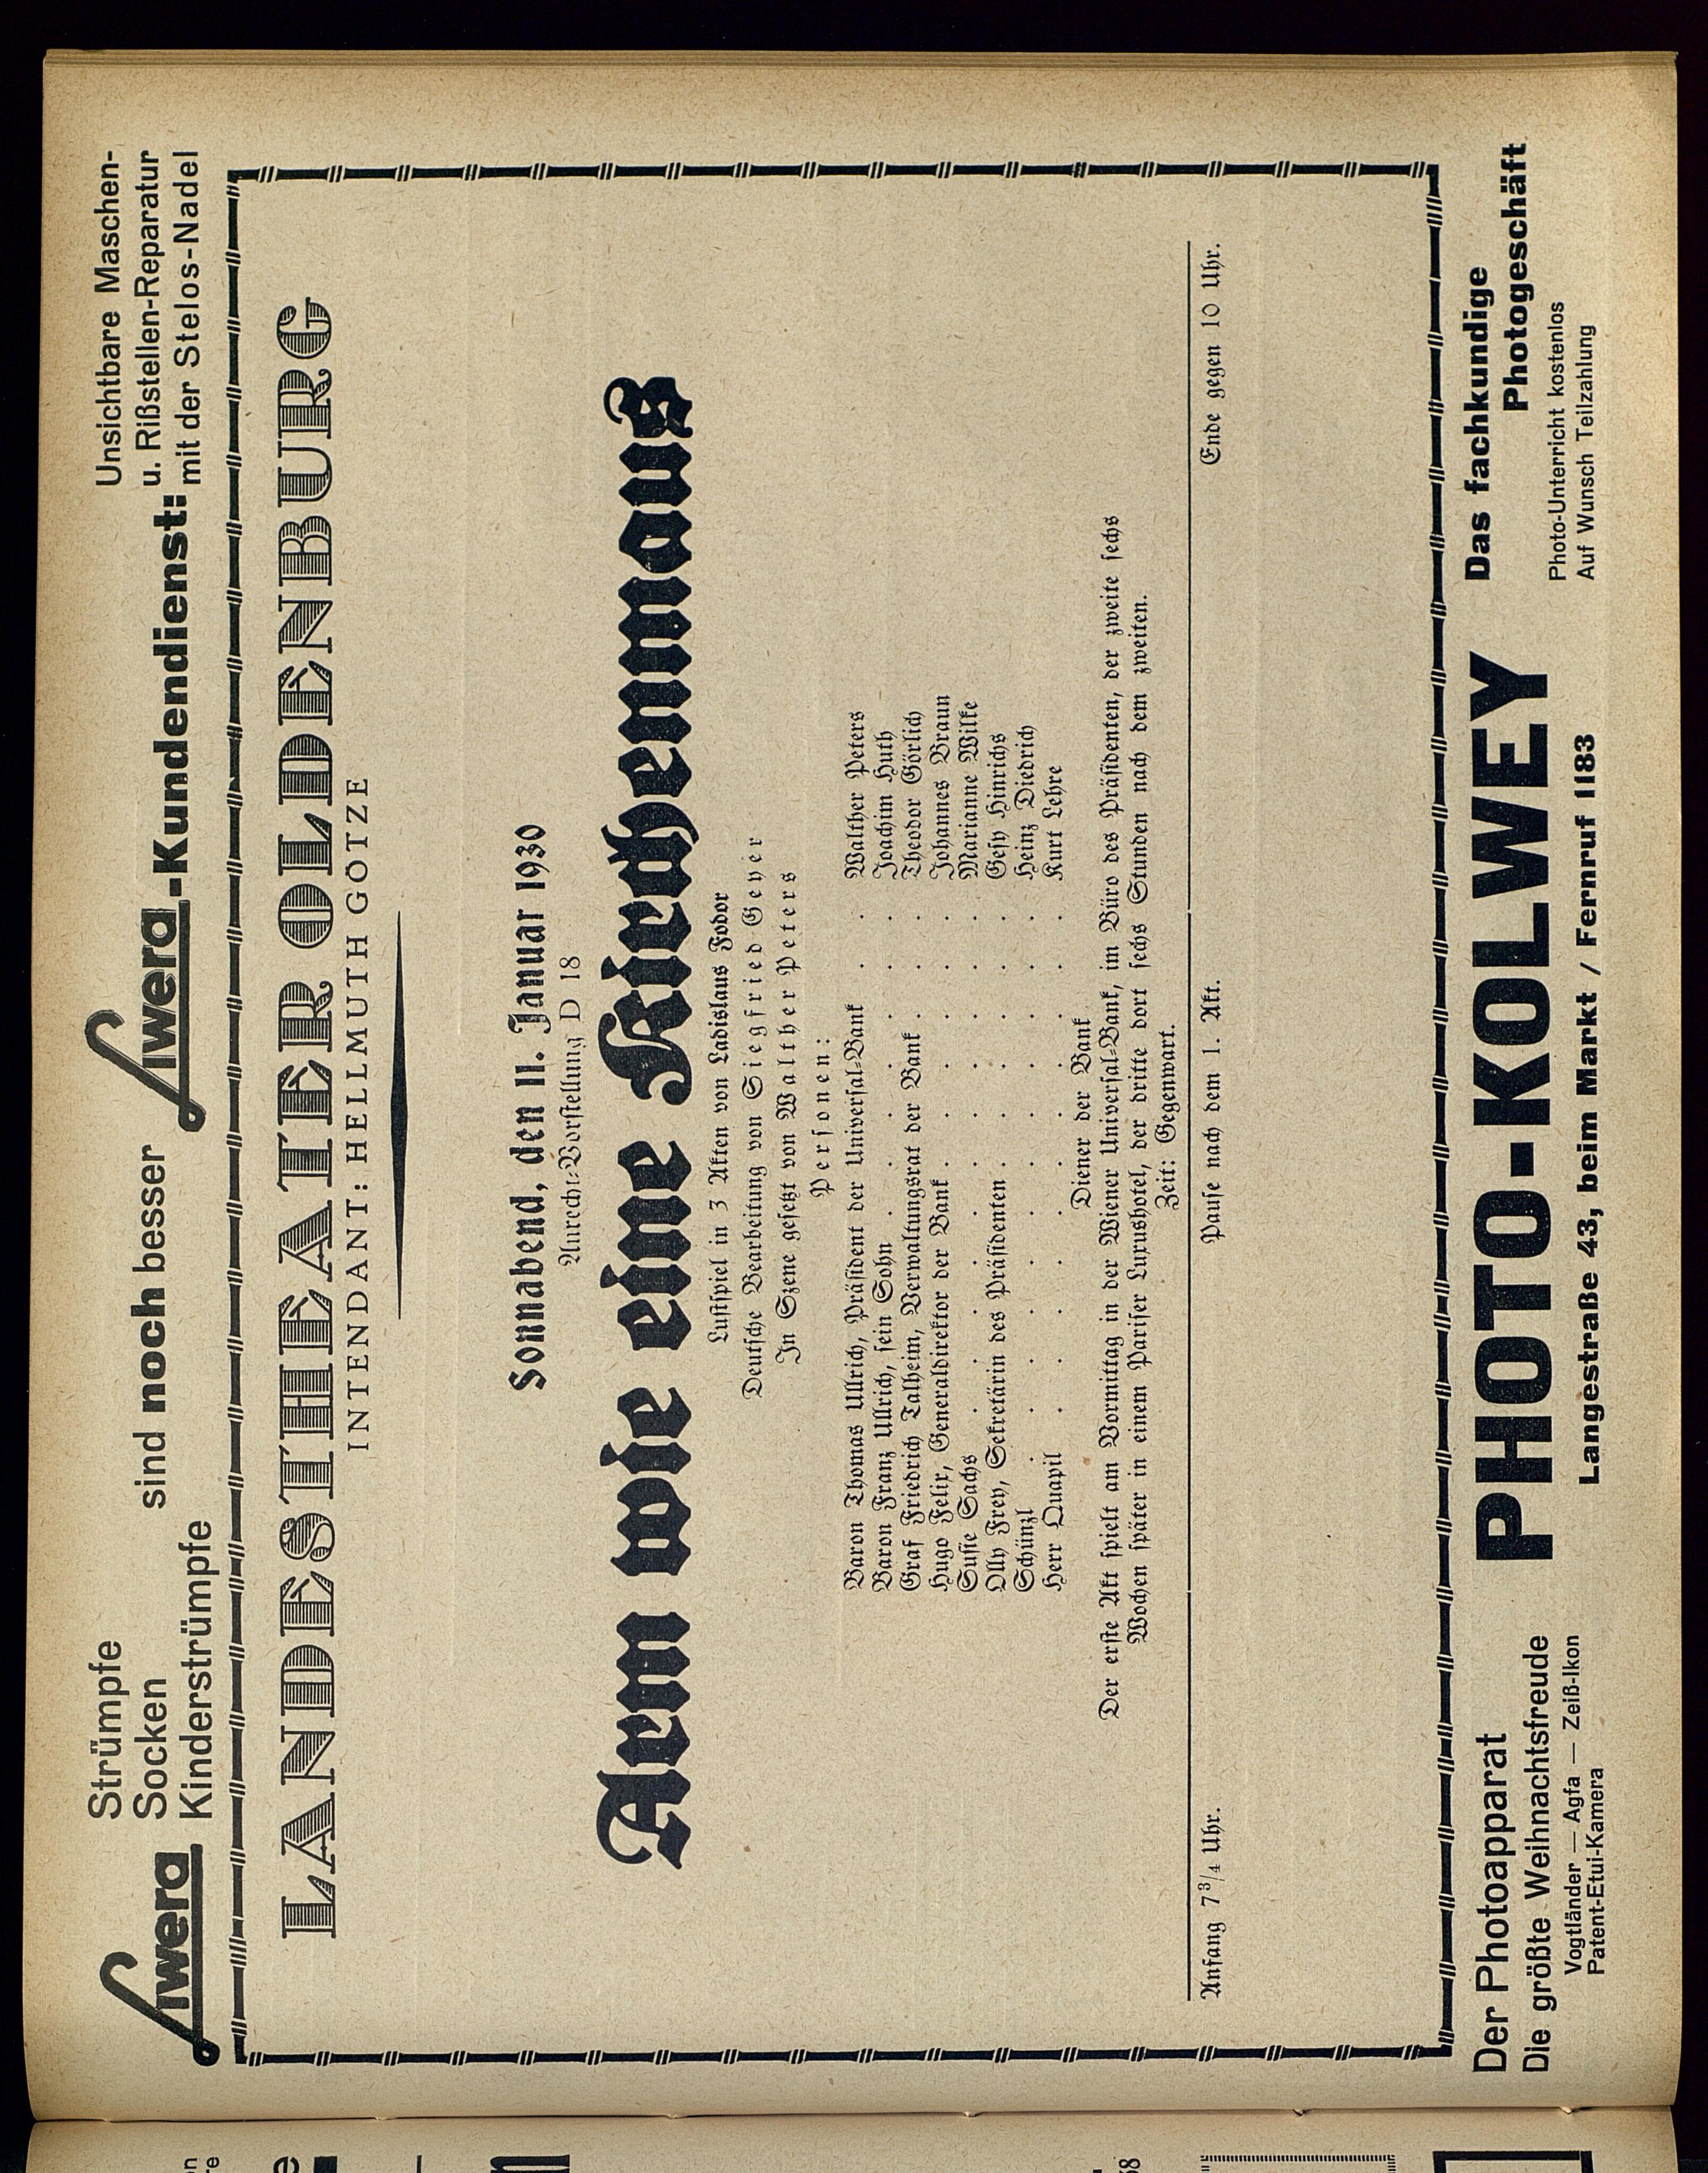 Siwera
Strümpfe
Socken
Kinderstrümpfe
sind noch besser
Siwera-Kundendienst:
Unsichtbare Maschen-
u. Rißstellen-Reparatur
mit der Stelos-Nadel
LANDESTHEATER OLDENBURG
INTENDANT: HELLMUTH GÖTZE
Sonnabend, den 11. Januar 1930
Anrecht-Vorstellung D 18
Arm wie eine Kirchenmaus
Lustspiel in 3 Akten von Ladislaus Fodor
Deutsche Bearbeitung von Siegfried Geyer
In Szene gesetzt von Walther Peters
Personen:
Baron Thomas Ullrich, Präsident der Universal-Bank . . Walther Peters
Baron Franz Ullrich, sein Sohn . . . . . . . Joachim Huth
Graf Friedrich Talheim, Verwaltungsrat der Bank . . . Theodor Görlich
Hugo Felix, Generaldirektor der Bank . . . . . . Johannes Braun
Susie Sachs . . . . . . . . . . . Marianne Wilke
Olly Frey, Sekretärin des Präsidenten . . . . . . Gesy Hinrichs
Schünzl . . . . . . . . . . . . Heinz Diedrich
Herr Quapil . . . . . . . . . . . Kurt Lehre
Diener der Bank
Der erste Akt spielt am Vormittag in der Wiener Universal-Bank, im Büro des Präsidenten, der zweite sechs
Wochen später in einem Pariser Luxushotel, der dritte dort sechs Stunden nach dem zweiten.
Zeit: Gegenwart.
Anfang 7 3/4 Uhr. Pause nach dem 1. Akt. Ende gegen 10 Uhr.
Der Photoapparat
Die größte Weihnachtsfreude
Vogtländer — Agfa — Zeiß-Ikon
Patent-Etui-Kamera
PHOTO-KOLWEY
Langestraße 43, beim Markt / Fernruf 1183
Das fachkundige
Photogeschäft
Photo-Unterricht kostenlos
Auf Wunsch Teilzahlung